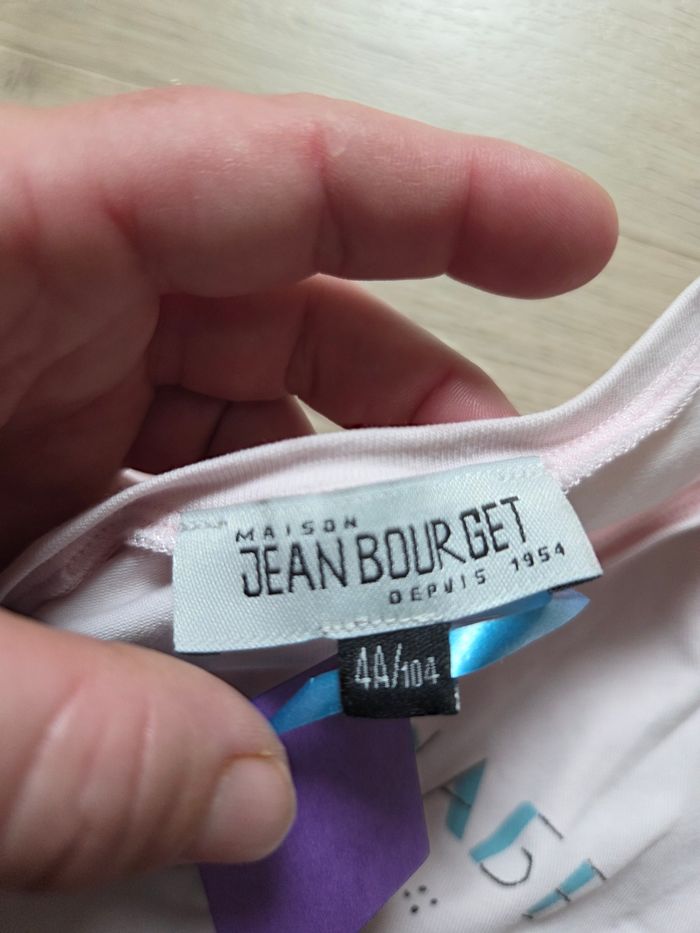 MAISON
JEAN BOURGET
DEPUIS 1954
4A/104